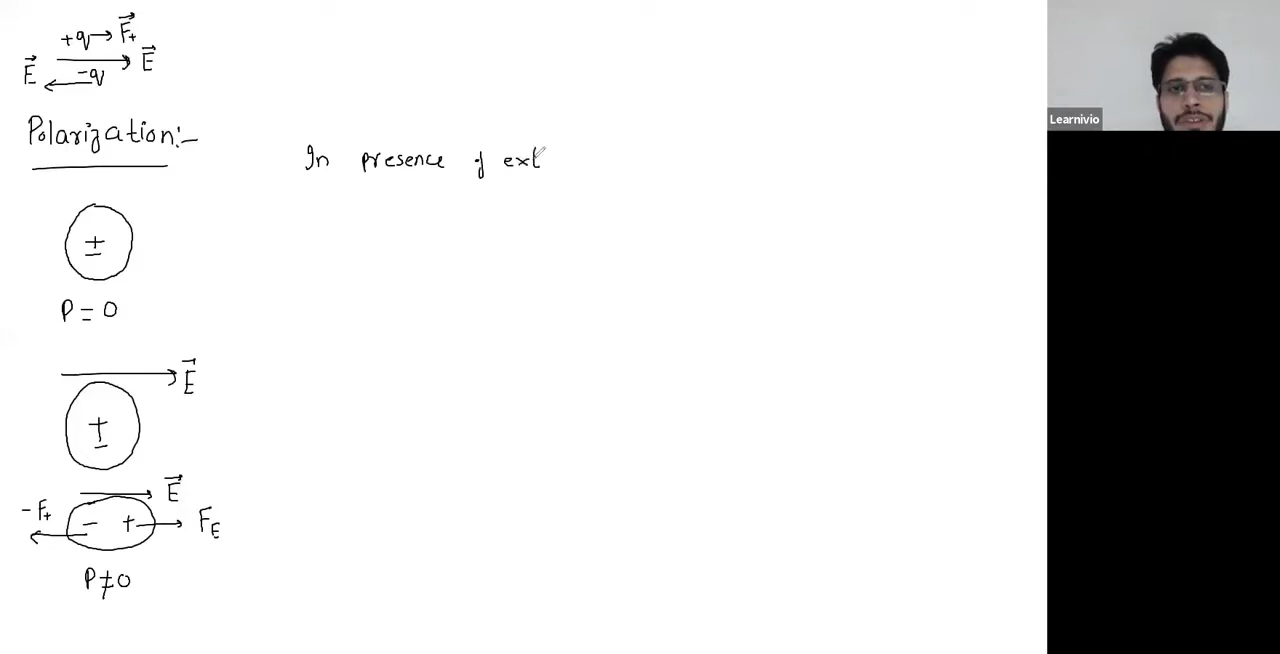 +q → F⃗₊
E⃗ → E⃗
← −q
Polarization:-
In presence of ext
±
P = 0
E⃗
±
E⃗
-F₊ − + F_E
P ≠ 0
Learnivio